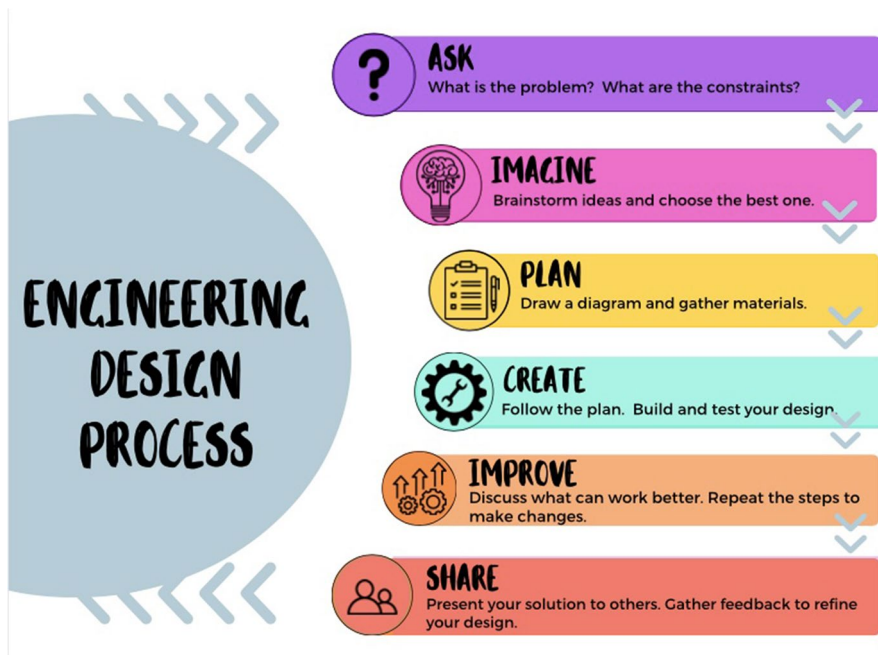 ENGINEERING
DESIGN
PROCESS
ASK
What is the problem?  What are the constraints?
IMAGINE
Brainstorm ideas and choose the best one.
PLAN
Draw a diagram and gather materials.
CREATE
Follow the plan.  Build and test your design.
IMPROVE
Discuss what can work better. Repeat the steps to
make changes.
SHARE
Present your solution to others. Gather feedback to refine
your design.